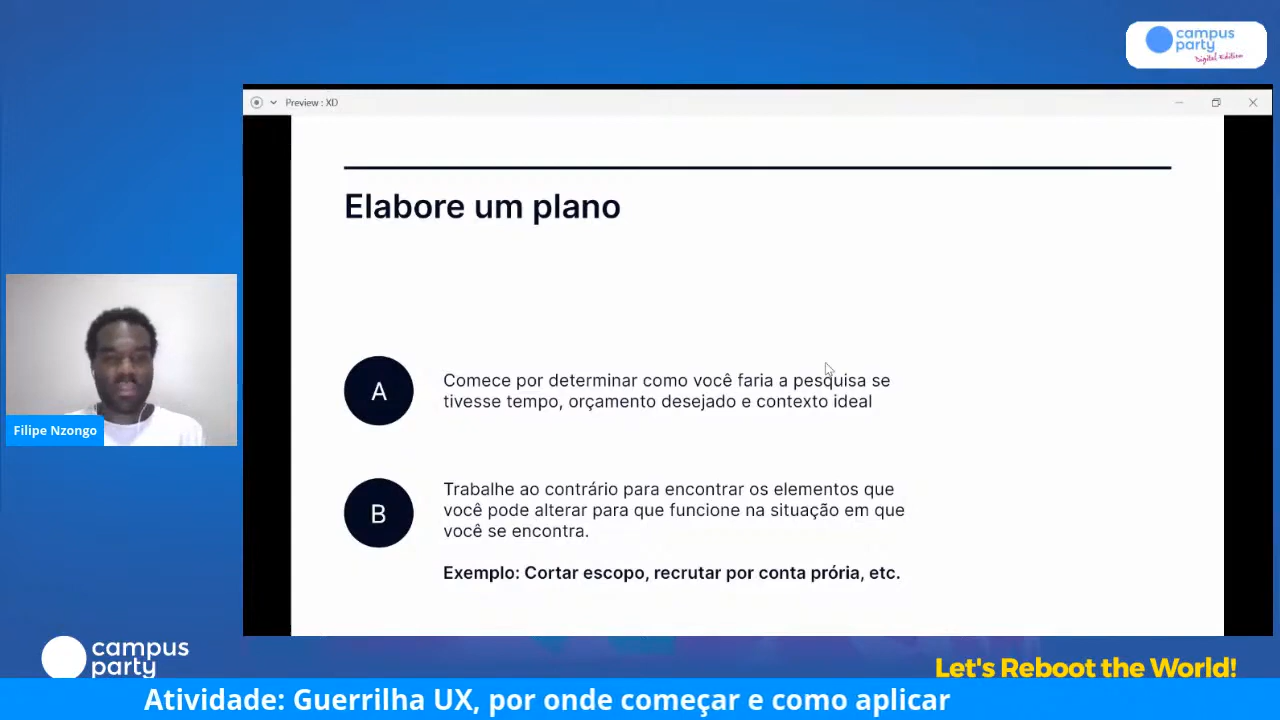 campus
party
Digital Edition
Preview : XD
Elabore um plano
A
Comece por determinar como você faria a pesquisa se
tivesse tempo, orçamento desejado e contexto ideal
B
Trabalhe ao contrário para encontrar os elementos que
você pode alterar para que funcione na situação em que
você se encontra.
Exemplo: Cortar escopo, recrutar por conta próría, etc.
Filipe Nzongo
campus
party
Let's Reboot the World!
Atividade: Guerrilha UX, por onde começar e como aplicar